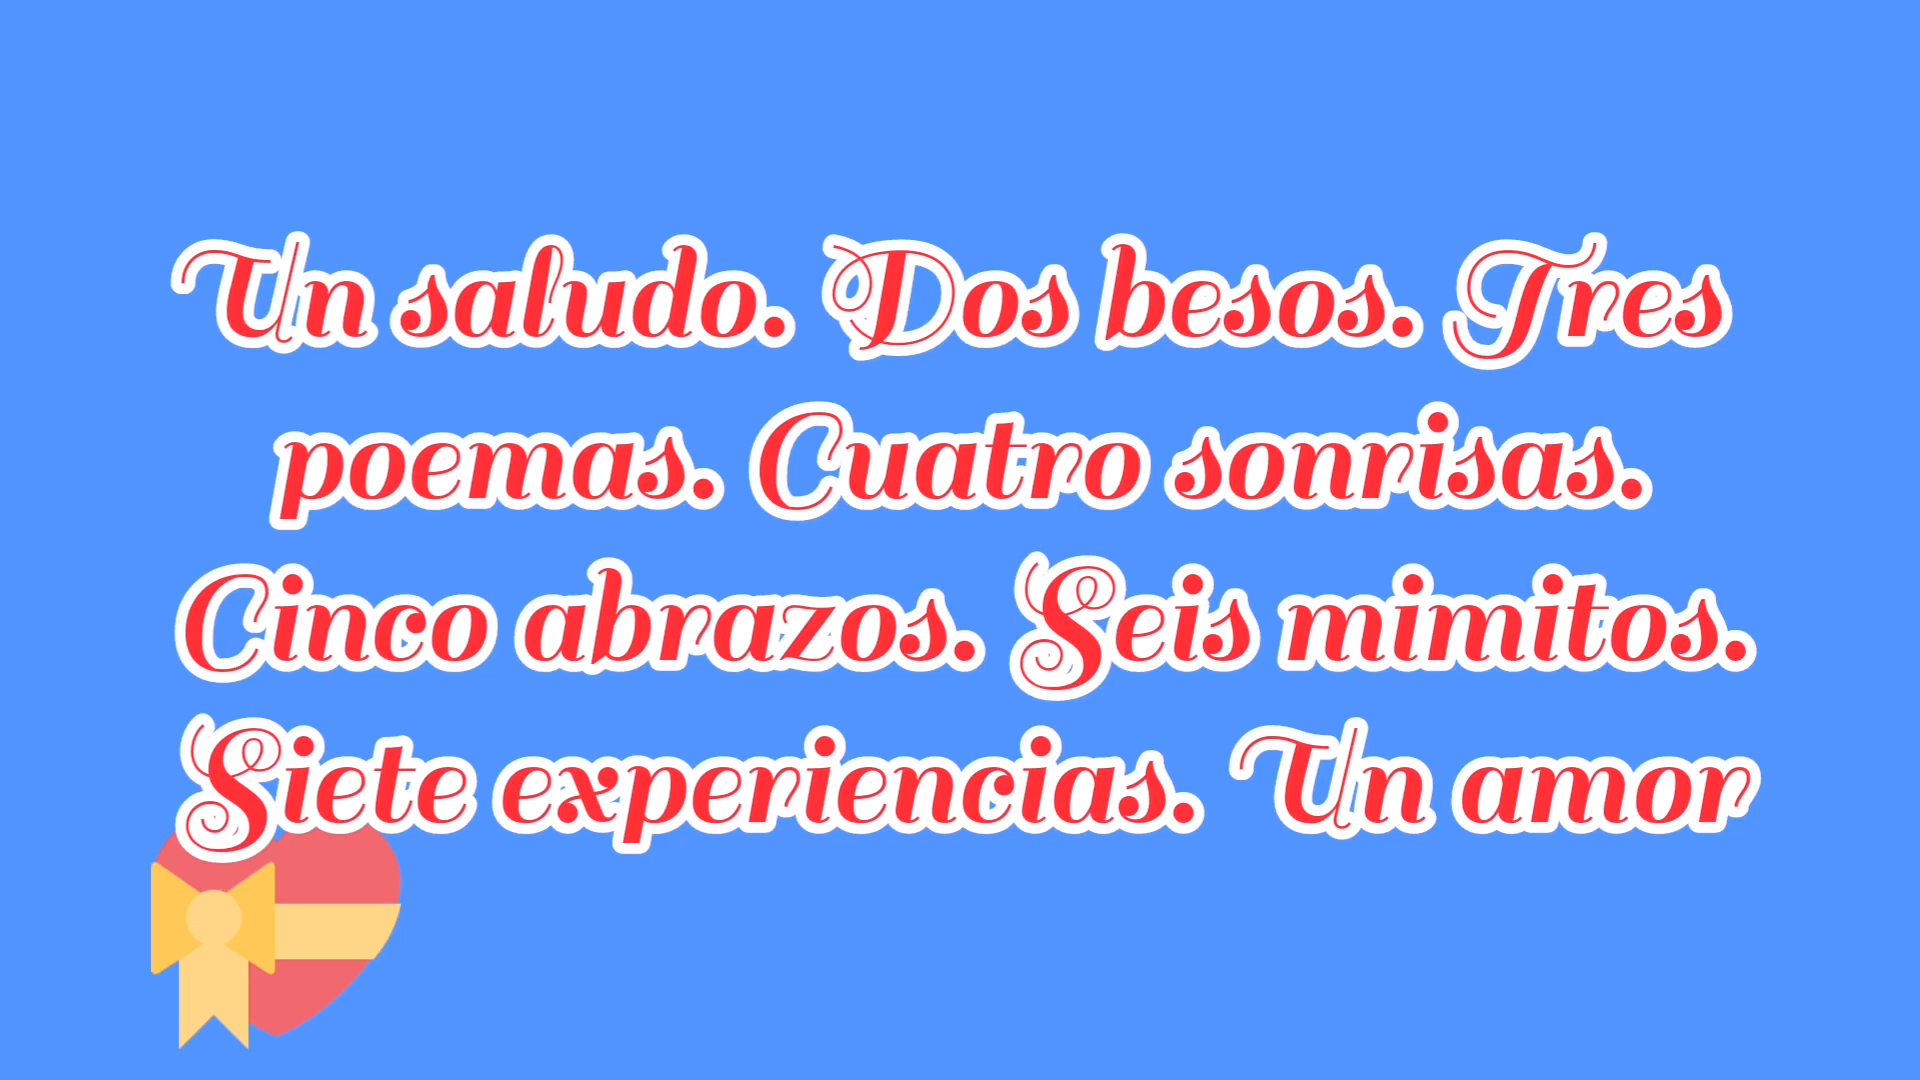 Un saludo. Dos besos. Tres
poemas. Cuatro sonrisas.
Cinco abrazos. Seis mimitos.
Siete experiencias. Un amor